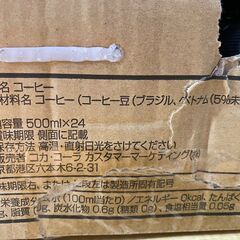 名 コーヒー
材料名 コーヒー（コーヒー豆（ブラジル、ベトナム（5%未
内容量 500ml×24
賞味期限 側面に記載
保存方法 高温・直射日光をさけてください
販売者 コカ・コーラ カスタマーマーケティング㈱
京都港区六本木6-2-31
賞味期限、または 製造所固有記号
栄養成分 (100ml当たり) エネルギー 0kcal、たんぱく
0g、炭水化物 0.6g（糖類 0g）、食塩相当量 0.05g